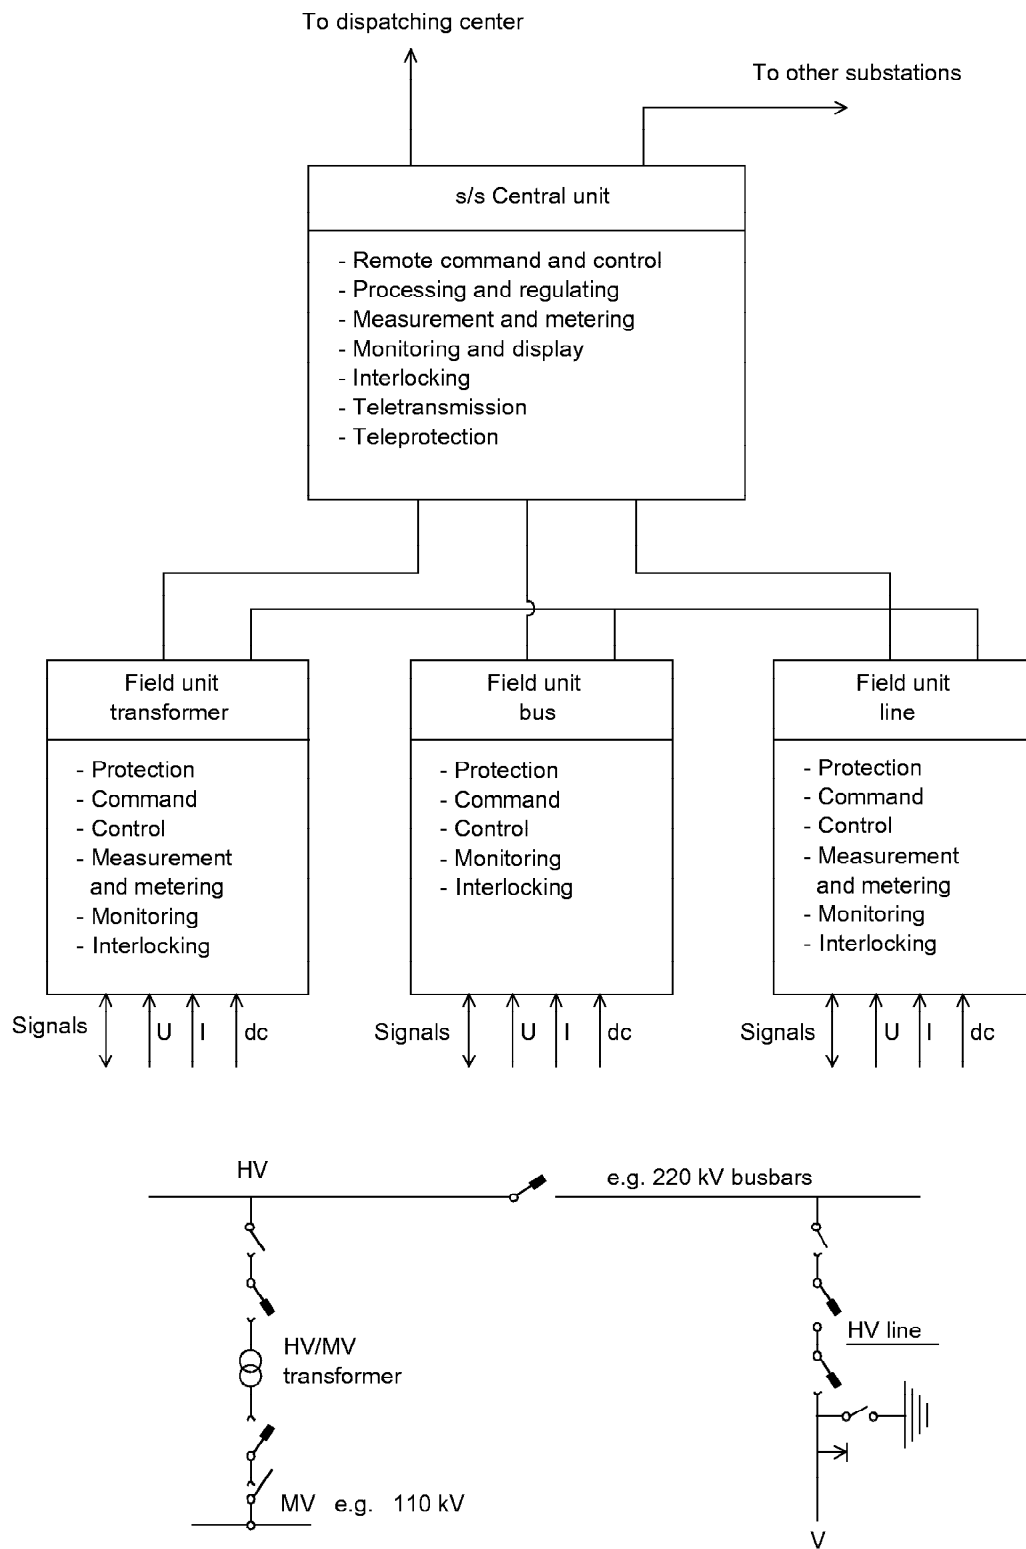 To dispatching center
To other substations
s/s Central unit
- Remote command and control
- Processing and regulating
- Measurement and metering
- Monitoring and display
- Interlocking
- Teletransmission
- Teleprotection
Field unit
transformer
- Protection
- Command
- Control
- Measurement
and metering
- Monitoring
- Interlocking
Field unit
bus
- Protection
- Command
- Control
- Monitoring
- Interlocking
Field unit
line
- Protection
- Command
- Control
- Measurement
and metering
- Monitoring
- Interlocking
Signals U I dc
Signals U I dc
Signals U I dc
HV
e.g. 220 kV busbars
HV/MV
transformer
HV line
MV e.g. 110 kV
V